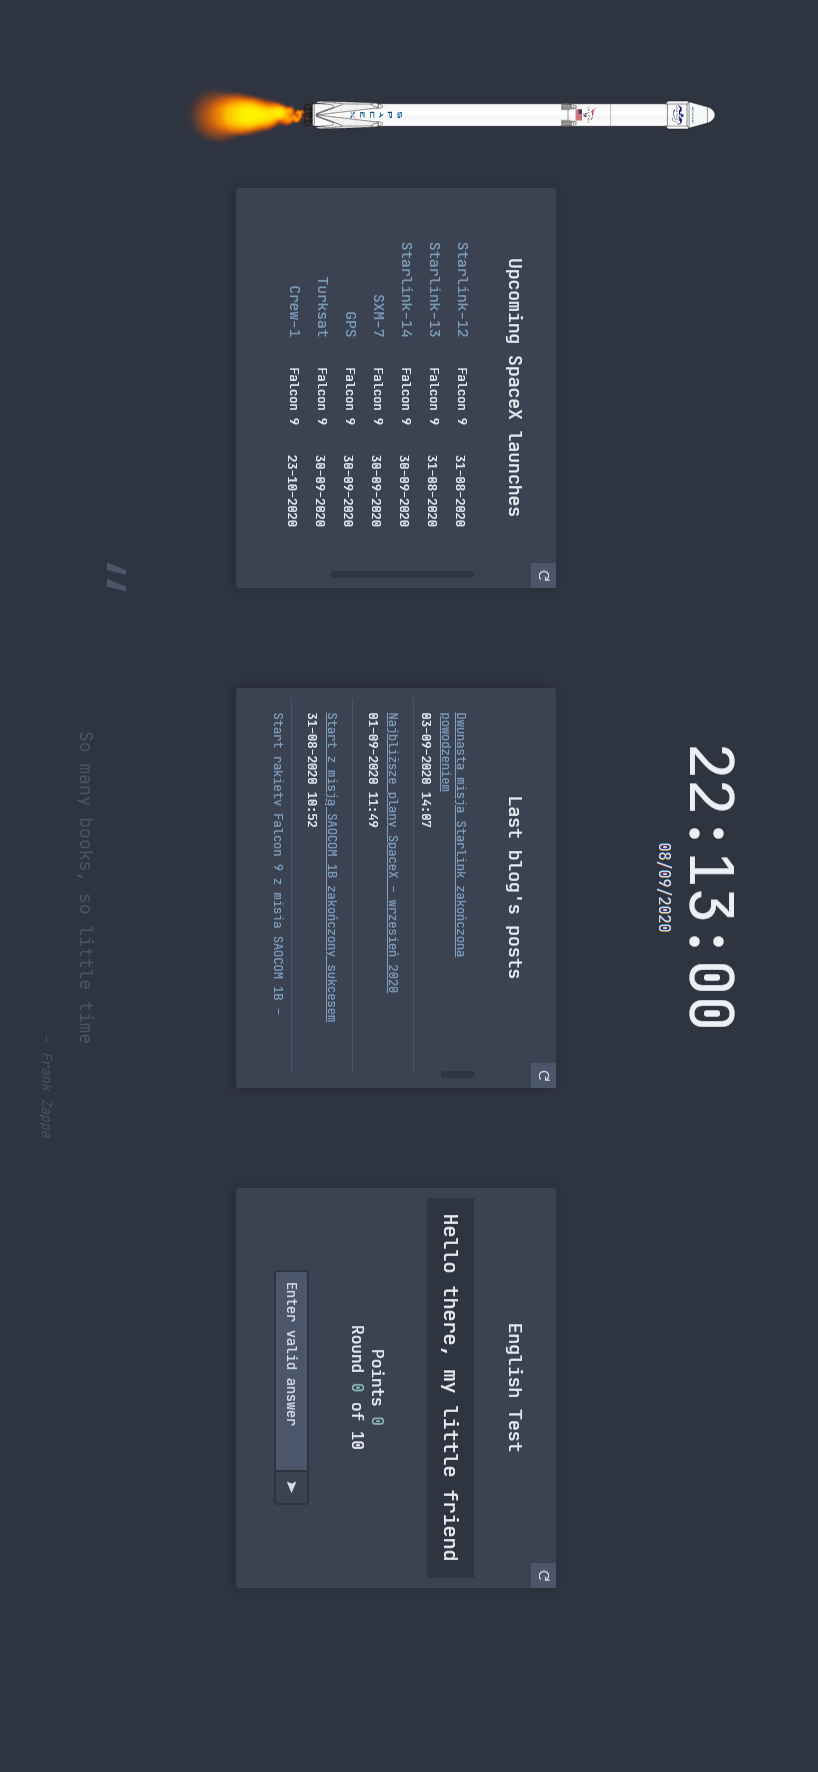 22:13:00
08/09/2020
SPACEX
Upcoming SpaceX launches
Starlink-12 Falcon 9 31-08-2020
Starlink-13 Falcon 9 31-08-2020
Starlink-14 Falcon 9 30-09-2020
SXM-7 Falcon 9 30-09-2020
GPS Falcon 9 30-09-2020
Turksat Falcon 9 30-09-2020
Crew-1 Falcon 9 23-10-2020
Last blog's posts
Dwunasta misja Starlink zakończona
powodzeniem
03-09-2020 14:07
Najbliższe plany SpaceX – wrzesień 2020
01-09-2020 11:49
Start z misją SAOCOM 1B zakończony sukcesem
31-08-2020 10:52
Start rakiety Falcon 9 z misją SAOCOM 1B –
English Test
Hello there, my little friend
Points 0
Round 0 of 10
Enter valid answer
"
So many books, so little time
- Frank Zappa